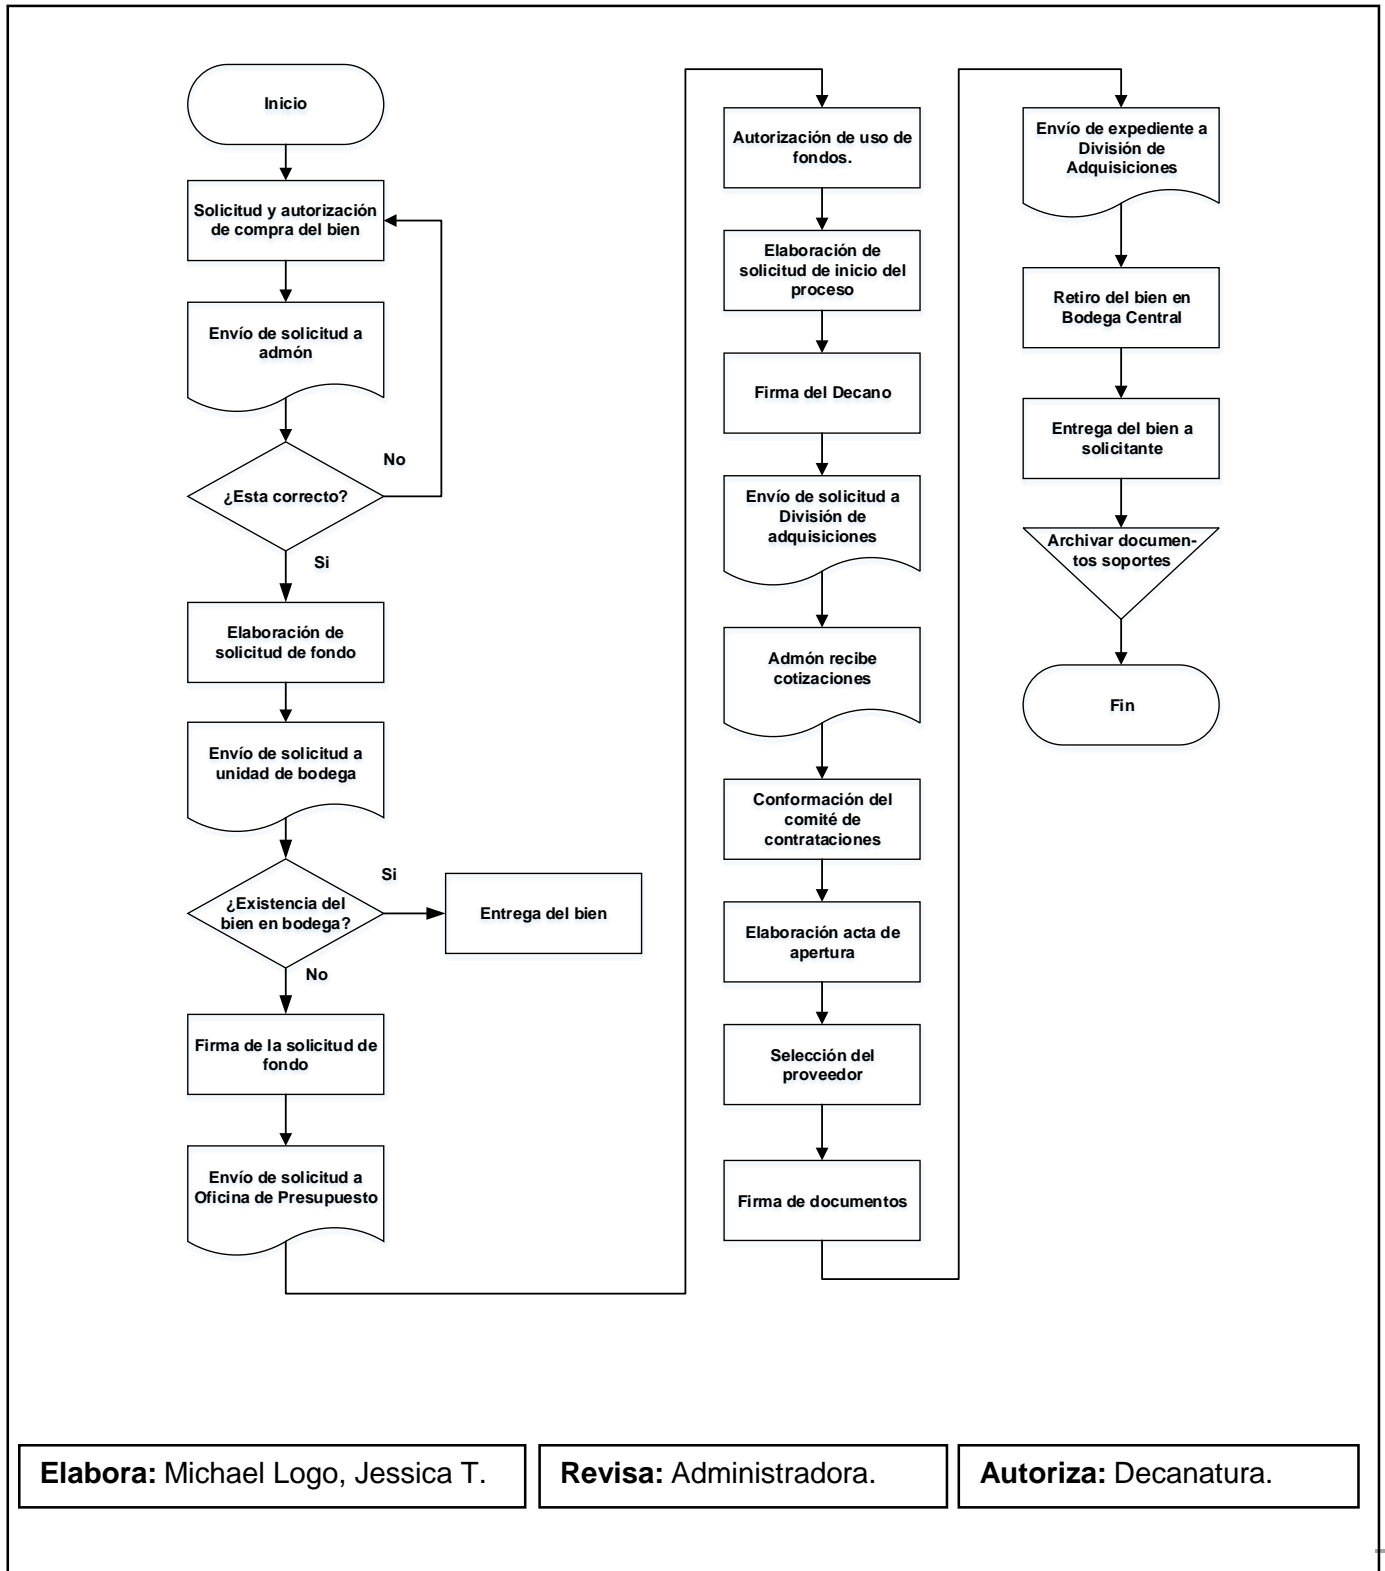 Inicio
Solicitud y autorización
de compra del bien
Envío de solicitud a
admón
No
¿Esta correcto?
Si
Elaboración de
solicitud de fondo
Envío de solicitud a
unidad de bodega
Si
¿Existencia del
bien en bodega?
Entrega del bien
No
Firma de la solicitud de
fondo
Envío de solicitud a
Oficina de Presupuesto
Autorización de uso de
fondos.
Elaboración de
solicitud de inicio del
proceso
Firma del Decano
Envío de solicitud a
División de
adquisiciones
Admón recibe
cotizaciones
Conformación del
comité de
contrataciones
Elaboración acta de
apertura
Selección del
proveedor
Firma de documentos
Envío de expediente a
División de
Adquisiciones
Retiro del bien en
Bodega Central
Entrega del bien a
solicitante
Archivar documen-
tos soportes
Fin
Elabora: Michael Logo, Jessica T.
Revisa: Administradora.
Autoriza: Decanatura.